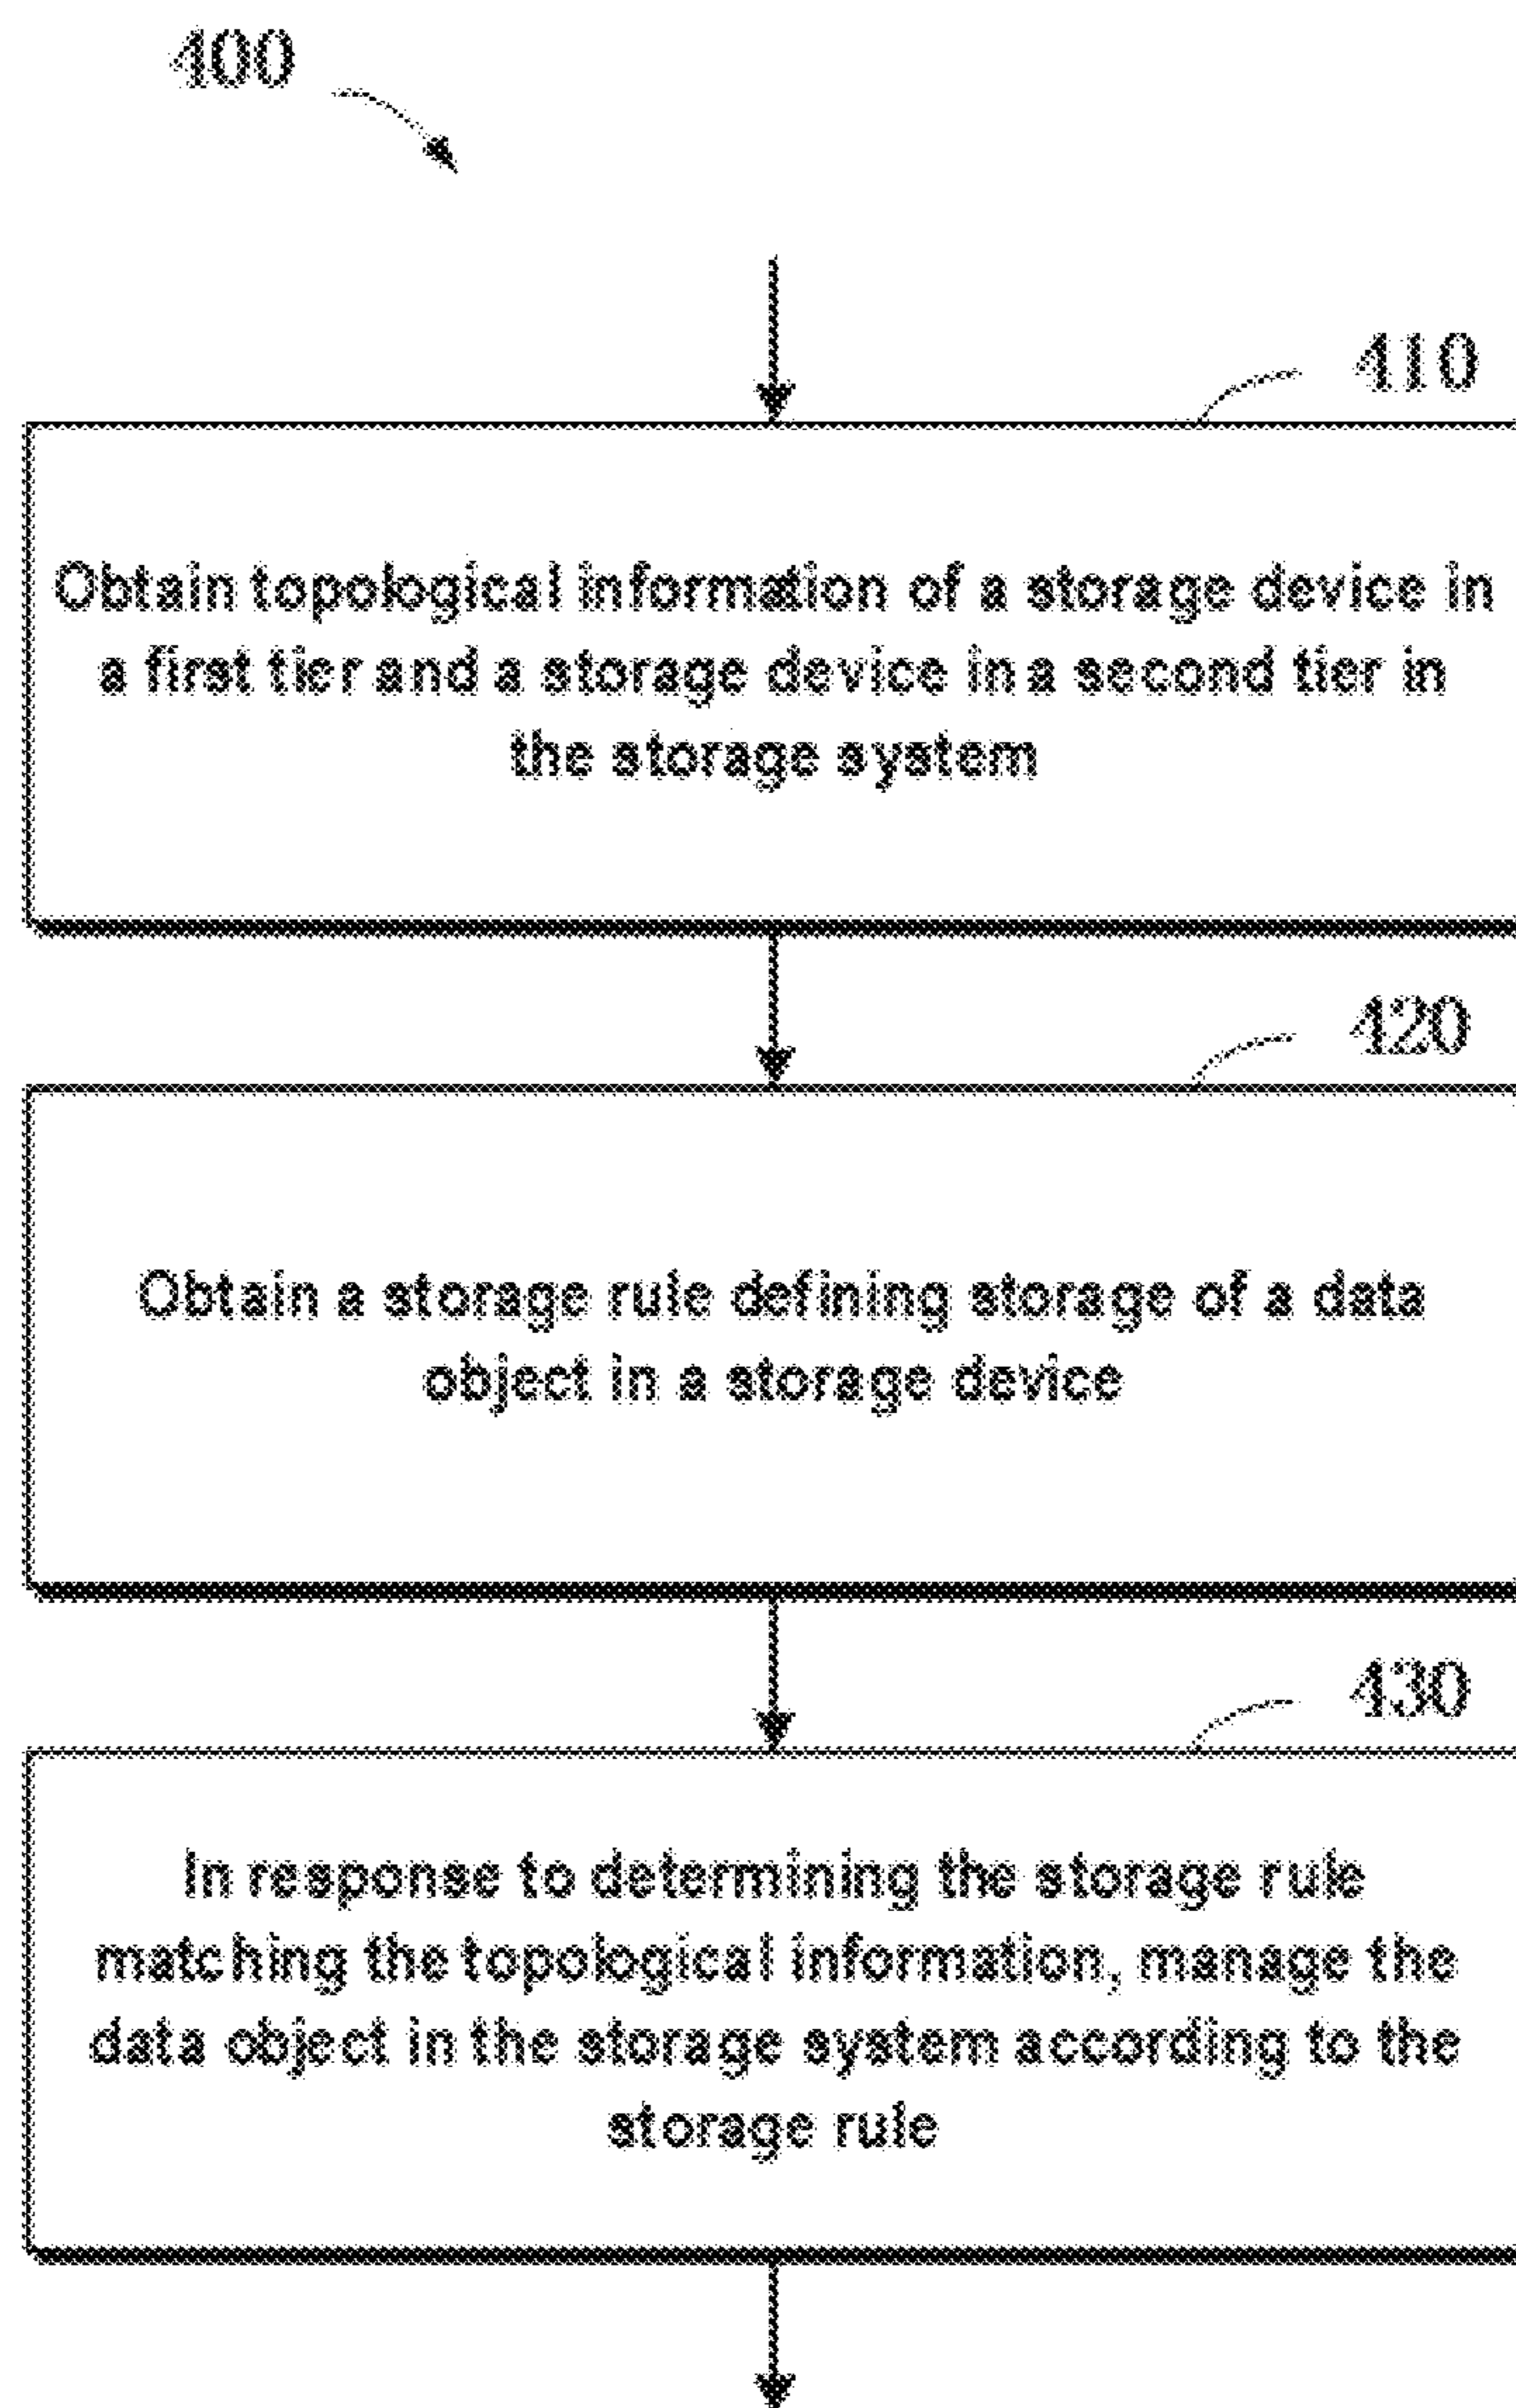 400
410
Obtain topological information of a storage device in
a first tier and a storage device in a second tier in
the storage system
420
Obtain a storage rule defining storage of a data
object in a storage device
430
In response to determining the storage rule
matching the topological information, manage the
data object in the storage system according to the
storage rule